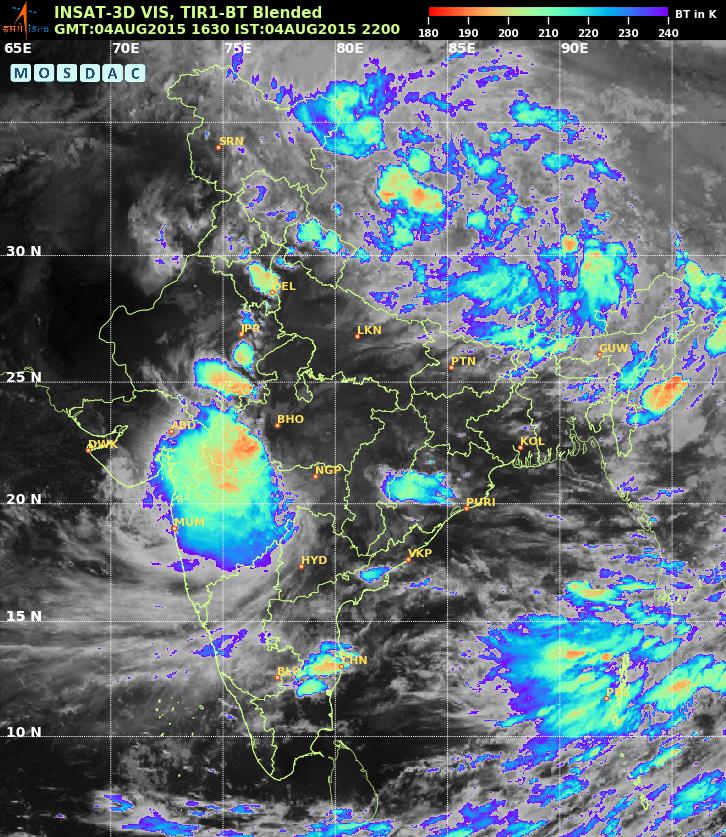 INSAT-3D VIS, TIR1-BT Blended
GMT:04AUG2015 1630 IST:04AUG2015 2200
BT in K
180 190 200 210 220 230 240
65E 70E 75E 80E 85E 90E
MOSDAC
SRN
30 N
DEL
JPR
LKN
GUW
PTN
25 N
ABD
BHO
DWK
KOL
NGP
20 N
PURI
MUM
VKP
HYD
15 N
CHN
BLR
10 N